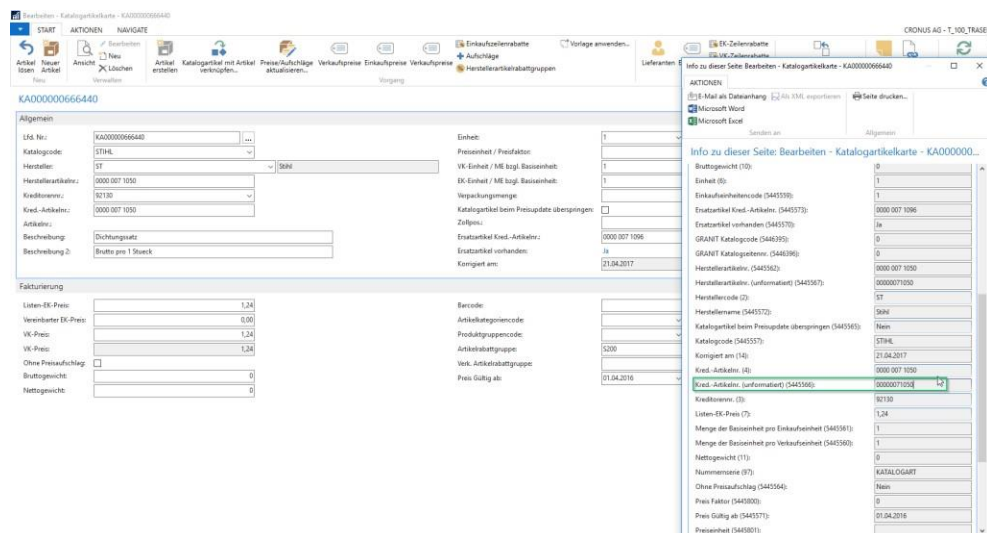 Bearbeiten - Katalogartikelkarte - KA000000666440
START AKTIONEN NAVIGATE
CRONUS AG - T_100_TRASE
Artikel lösen
Neuer Artikel
Neu
Ansicht
Bearbeiten
Neu
Löschen
Verwalten
Artikel erstellen
Katalogartikel mit Artikel verknüpfen...
Preise/Aufschläge aktualisieren...
Verkaufspreise
Einkaufspreise
Verkaufspreise
Einkaufszeilenrabatte
Aufschläge
Herstellerartikelrabattgruppen
Vorgang
Vorlage anwenden...
Lieferanten
EK-Zeilenrabatte
VK-Zeilenrabatte
KA000000666440
Allgemein
Lfd. Nr.: KA000000666440
Katalogcode: STIHL
Hersteller: ST Stihl
Herstellerartikelnr.: 0000 007 1050
Kreditorennr.: 92130
Kred.-Artikelnr.: 0000 007 1050
Artikelnr.:
Beschreibung: Dichtungssatz
Beschreibung 2: Brutto pro 1 Stueck
Einheit: 1
Preiseinheit / Preisfaktor:
VK-Einheit / ME bzgl. Basiseinheit: 1
EK-Einheit / ME bzgl. Basiseinheit: 1
Verpackungsmenge:
Katalogartikel beim Preisupdate überspringen:
Zollpos.:
Ersatzartikel Kred.-Artikelnr.: 0000 007 1096
Ersatzartikel vorhanden: Ja
Korrigiert am: 21.04.2017
Fakturierung
Listen-EK-Preis: 1,24
Vereinbarter EK-Preis: 0,00
VK-Preis: 1,24
VK-Preis: 1,24
Ohne Preisaufschlag:
Bruttogewicht: 0
Nettogewicht: 0
Barcode:
Artikelkategoriencode:
Produktgruppencode:
Artikelrabattgruppe: S200
Verk. Artikelrabattgruppe:
Preis Gültig ab: 01.04.2016
Info zu dieser Seite: Bearbeiten - Katalogartikelkarte - KA000000666440
AKTIONEN
E-Mail als Dateianhang
Als XML exportieren
Seite drucken...
Microsoft Word
Microsoft Excel
Senden an
Allgemein
Info zu dieser Seite: Bearbeiten - Katalogartikelkarte - KA000000...
Bruttogewicht (10): 0
Einheit (6): 1
Einkaufseinheitencode (5445559): 1
Ersatzartikel Kred.-Artikelnr. (5445573): 0000 007 1096
Ersatzartikel vorhanden (5445570): Ja
GRANIT Katalogcode (5446395): 0
GRANIT Katalogseitennr. (5446396): 0
Herstellerartikelnr. (5445562): 0000 007 1050
Herstellerartikelnr. (unformatiert) (5445567): 00000071050
Herstellercode (2): ST
Herstellername (5445572): Stihl
Katalogartikel beim Preisupdate überspringen (5445565): Nein
Katalogcode (5445557): STIHL
Korrigiert am (14): 21.04.2017
Kred.-Artikelnr. (4): 0000 007 1050
Kred.-Artikelnr. (unformatiert) (5445566): 00000071050
Kreditorennr. (3): 92130
Listen-EK-Preis (7): 1,24
Menge der Basiseinheit pro Einkaufseinheit (5445561): 1
Menge der Basiseinheit pro Verkaufseinheit (5445560): 1
Nettogewicht (11): 0
Nummernserie (97): KATALOGART
Ohne Preisaufschlag (5445564): Nein
Preis Faktor (5445800): 0
Preis Gültig ab (5445571): 01.04.2016
Preiseinheit (5445801):